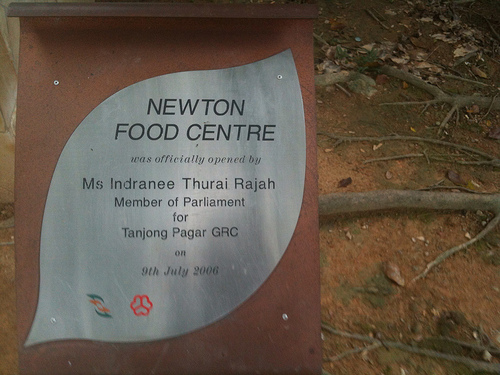 NEWTON
FOOD CENTRE
was officially opened by
Ms Indranee Thurai Rajah
Member of Parliament
for
Tanjong Pagar GRC
on
9th July 2006